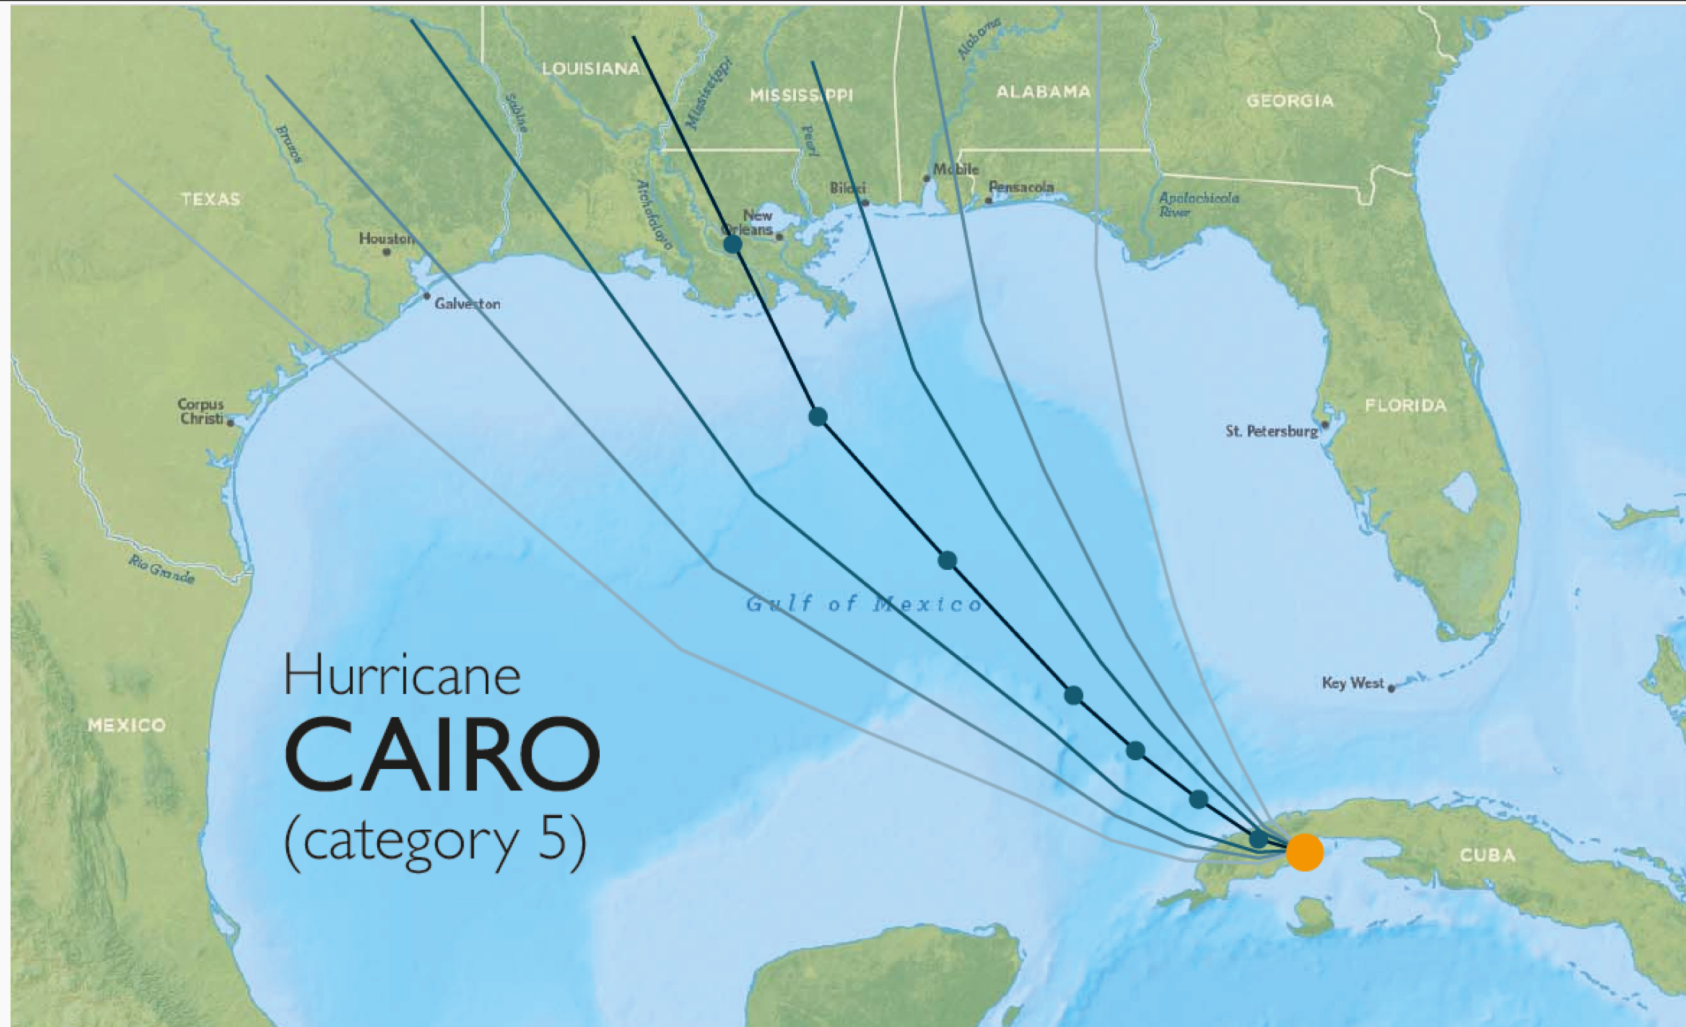 Alabama
LOUISIANA
MISSISSIPPI
ALABAMA
GEORGIA
Mississippi
Sabine
Brazos
Pearl
Mobile
Pensacola
Biloxi
TEXAS
Apalachicola
River
Atchafalaya
New
Orleans
Houston
Galveston
Corpus
Christi
FLORIDA
St. Petersburg
Rio Grande
Gulf of Mexico
Key West
MEXICO
Hurricane
CAIRO
(category 5)
CUBA